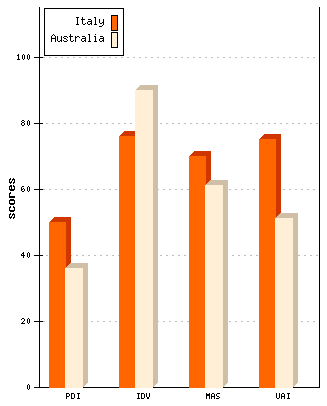 Italy
Australia
100
80
60
40
20
0
scores
PDI IDV MAS UAI